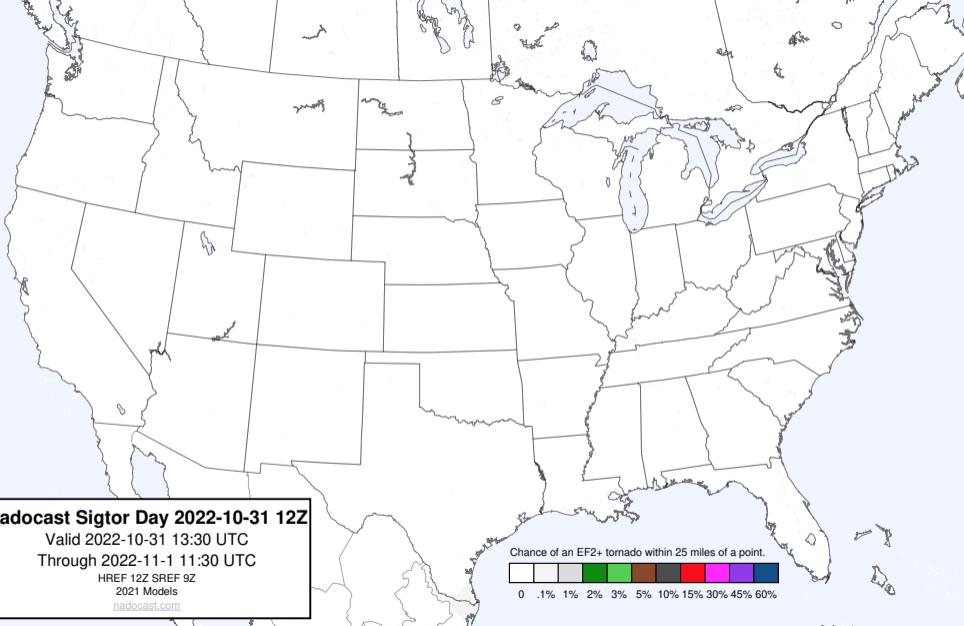 adocast Sigtor Day 2022-10-31 12Z
Valid 2022-10-31 13:30 UTC
Through 2022-11-1 11:30 UTC
HREF 12Z SREF 9Z
2021 Models
nadocast.com
Chance of an EF2+ tornado within 25 miles of a point.
0 .1% 1% 2% 3% 5% 10% 15% 30% 45% 60%